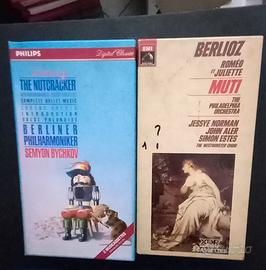 PHILIPS
Digital Classics
THE NUTCRACKER
COMPLETE BALLET MUSIC
BERLINER
PHILHARMONIKER
SEMYON BYCHKOV
EMI
BERLIOZ
ROMÉO
ET JULIETTE
MUTI
THE
PHILADELPHIA
ORCHESTRA
JESSYE NORMAN
JOHN ALER
SIMON ESTES
THE WESTMINSTER CHOIR